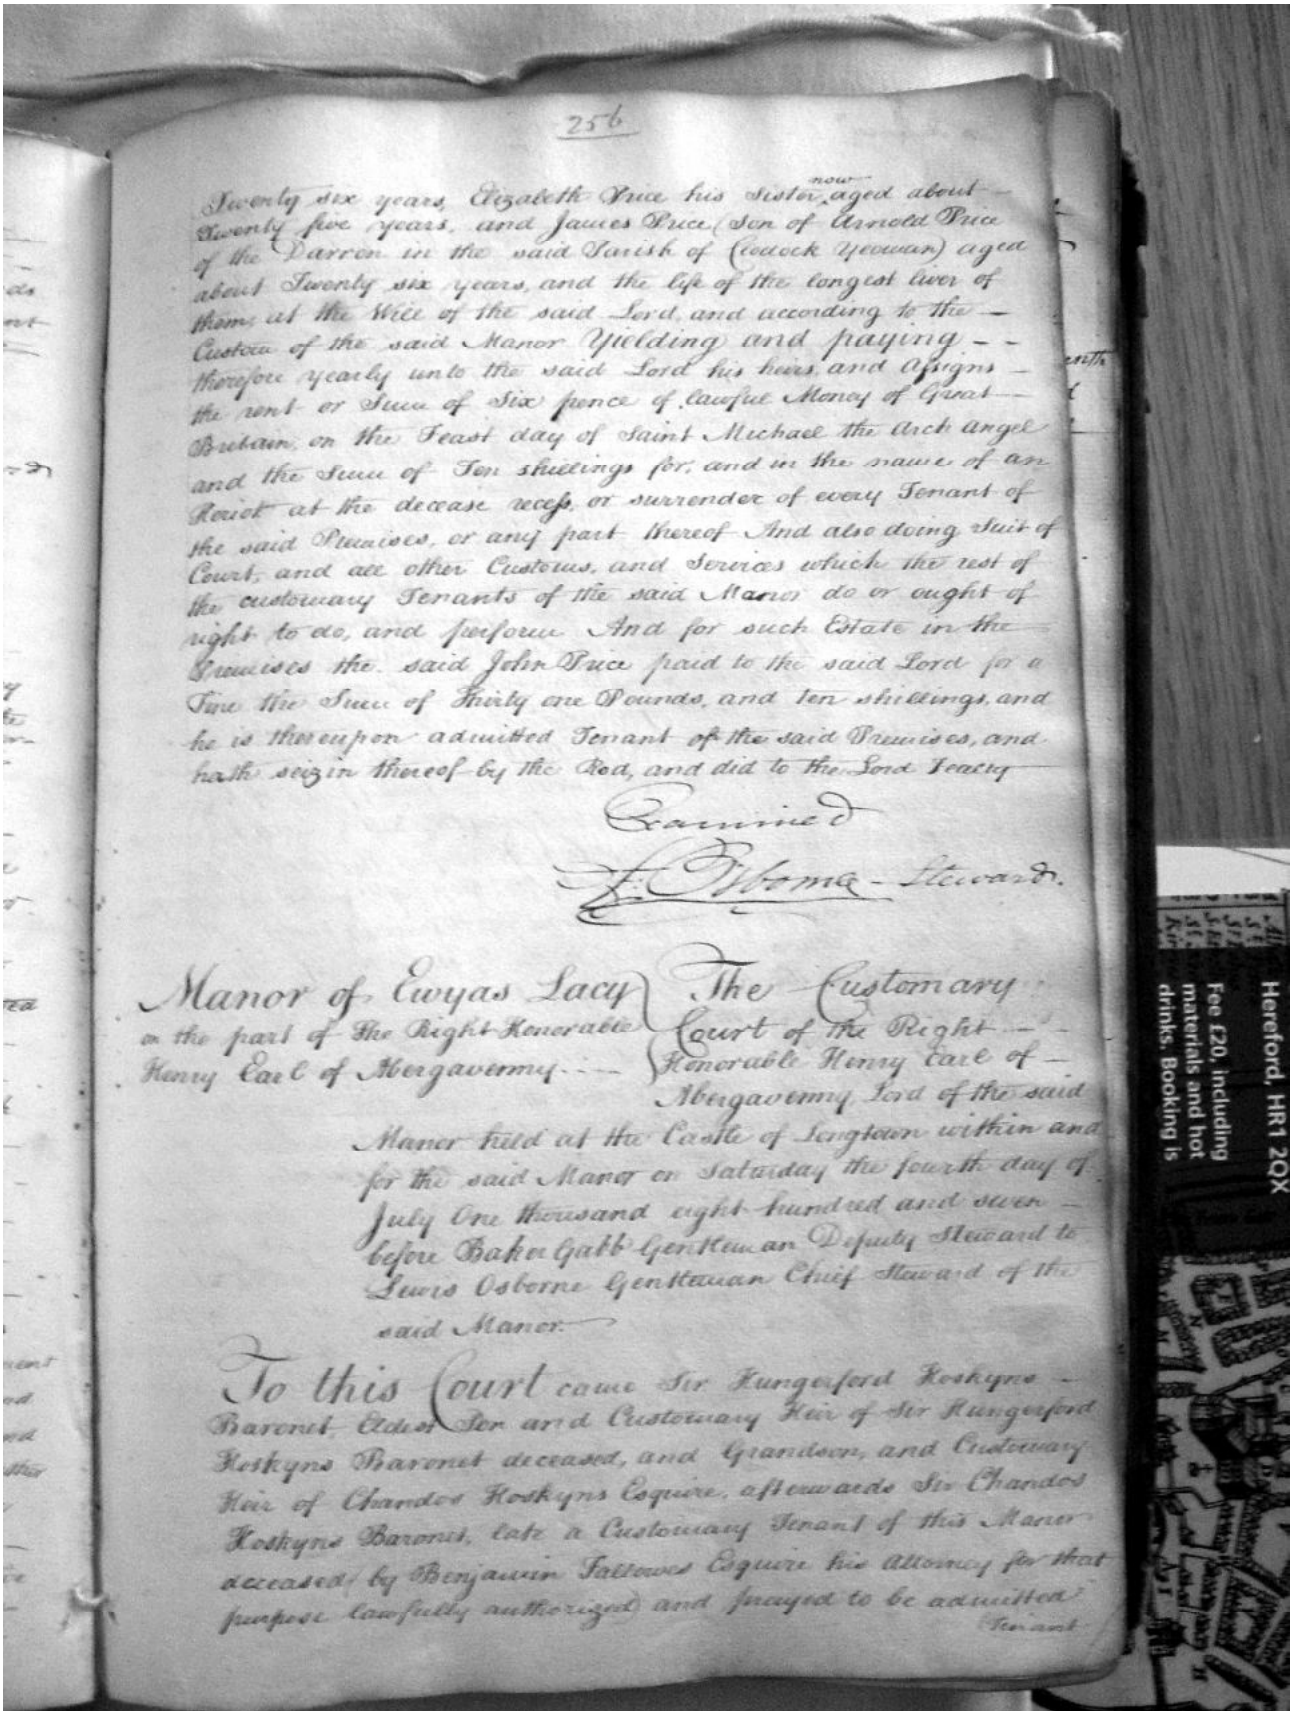 256
Twenty six years, Elizabeth Price his Sister now aged about
Twenty five years, and James Price (Son of Arnold Price
of the Darren in the said Parish of Clodock Yeoman) aged
about Twenty six years, and the life of the longest liver of
them, at the Will of the said Lord, and according to the
Custom of the said Manor Yielding and paying
therefore yearly unto the said Lord his heirs and Assigns
the rent or Sum of Six pence of lawful Money of Great
Britain, on the Feast day of Saint Michael the Arch Angel
and the Sum of Ten shillings for, and in the name of an
Heriot at the decease recess, or surrender of every Tenant of
the said Premises, or any part thereof And also doing Suit of
Court, and all other Customs, and Services which the rest of
the customary Tenants of the said Manor do or ought of
right to do, and perform And for such Estate in the
Premises the said John Price paid to the said Lord for a
Fine the Sum of Thirty one Pounds, and ten shillings, and
he is thereupon admitted Tenant of the said Premises, and
hath seizin thereof by the Rod, and did to the Lord Fealty
Examined
L: Osborne - Steward.
Manor of Ewyas Lacy
on the part of The Right Honorable
Henry Earl of Abergavenny
The Customary
Court of the Right
Honorable Henry Earl of
Abergavenny Lord of the said
Manor held at the Castle of Longtown within and
for the said Manor on Saturday the fourth day of
July One thousand eight hundred and seven
before Baker Gabb Gentleman Deputy Steward to
Lewis Osborne Gentleman Chief Steward of the
said Manor.
To this Court came Sir Hungerford Hoskyns
Baronet, Eldest Son and Customary Heir of Sir Hungerford
Hoskyns Baronet deceased, and Grandson, and Customary
Heir of Chandos Hoskyns Esquire, afterwards Sir Chandos
Hoskyns Baronet, late a Customary Tenant of this Manor
deceased (by Benjamin Fallowes Esquire his Attorney for that
purpose lawfully authorized) and prayed to be admitted
Tenant
Hereford, HR1 2QX
Fee £20, including
materials and hot
drinks. Booking is